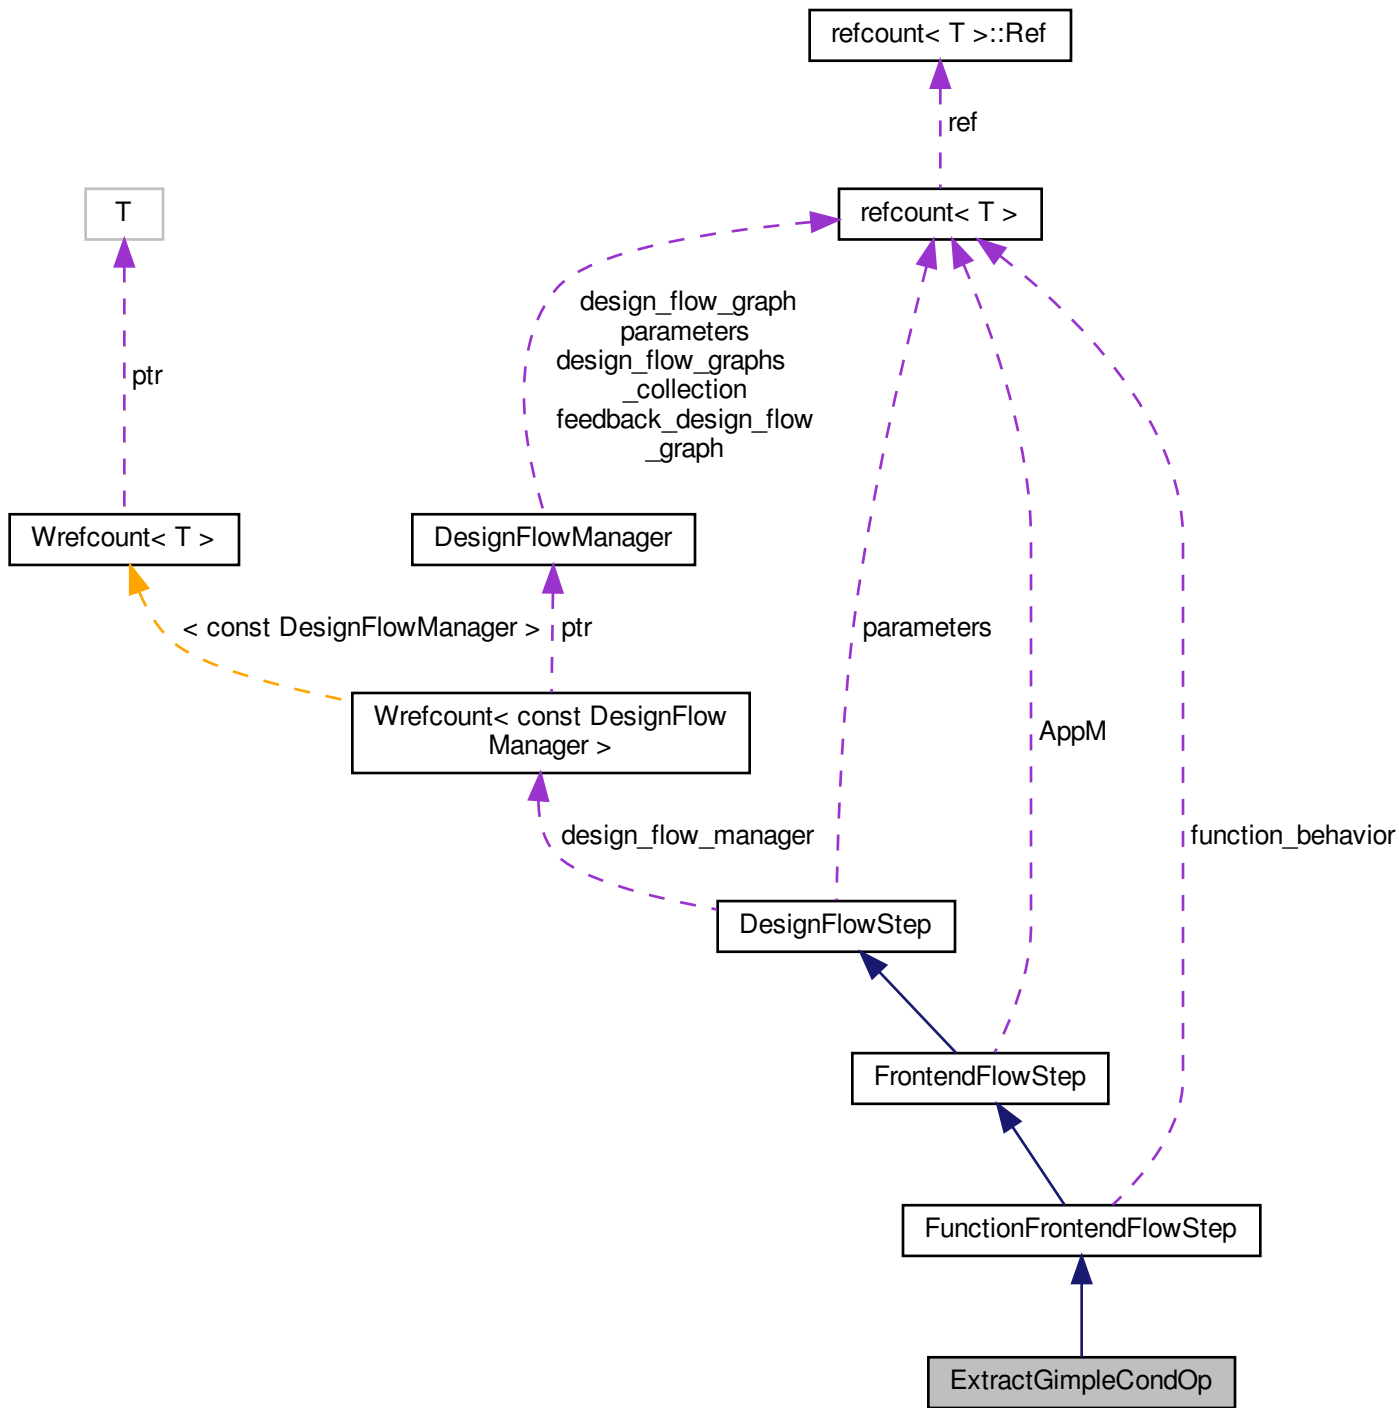 refcount< T >::Ref
ref
T
refcount< T >
design_flow_graph
parameters
design_flow_graphs
_collection
feedback_design_flow
_graph
ptr
Wrefcount< T >
DesignFlowManager
< const DesignFlowManager >
ptr
parameters
Wrefcount< const DesignFlow
Manager >
AppM
design_flow_manager
function_behavior
DesignFlowStep
FrontendFlowStep
FunctionFrontendFlowStep
ExtractGimpleCondOp